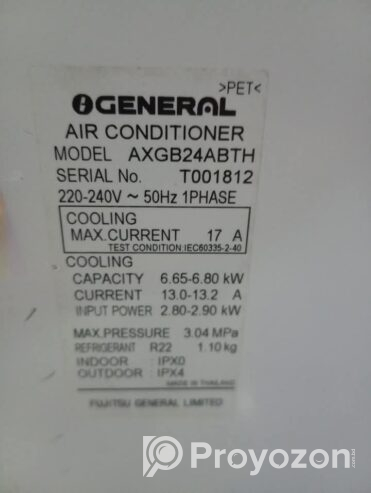 >PET<
GENERAL
AIR CONDITIONER
MODEL AXGB24ABTH
SERIAL No. T001812
220-240V ~ 50Hz 1PHASE
COOLING
MAX.CURRENT 17 A
TEST CONDITION:IEC60335-2-40
COOLING
CAPACITY 6.65-6.80 kW
CURRENT 13.0-13.2 A
INPUT POWER 2.80-2.90 kW
MAX.PRESSURE 3.04 MPa
REFRIGERANT R22 1.10kg
INDOOR :IPX0
OUTDOOR :IPX4
MADE IN THAILAND
FUJITSU GENERAL LIMITED
Proyozon